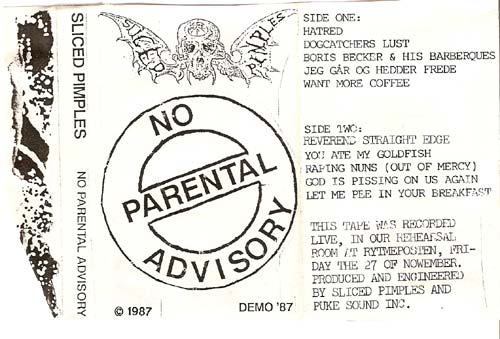 SLICED PIMPLES
NO PARENTAL ADVISORY
SLICED PIMPLES
NO
PARENTAL
ADVISORY
© 1987
DEMO '87
SIDE ONE:
HATRED
DOGCATCHERS LUST
BORIS BECKER & HIS BARBERQUES
JEG GÅR OG HEDDER FREDE
WANT MORE COFFEE
SIDE TWO:
REVEREND STRAIGHT EDGE
YOU ATE MY GOLDFISH
RAPING NUNS (OUT OF MERCY)
GOD IS PISSING ON US AGAIN
LET ME PEE IN YOUR BREAKFAST
THIS TAPE WAS RECORDED
LIVE, IN OUR REHEARSAL
ROOM AT RYTMEPOSTEN, FRI-
DAY THE 27 OF NOWEMBER.
PRODUCED AND ENGINEERED
BY SLICED PIMPLES AND
PUKE SOUND INC.